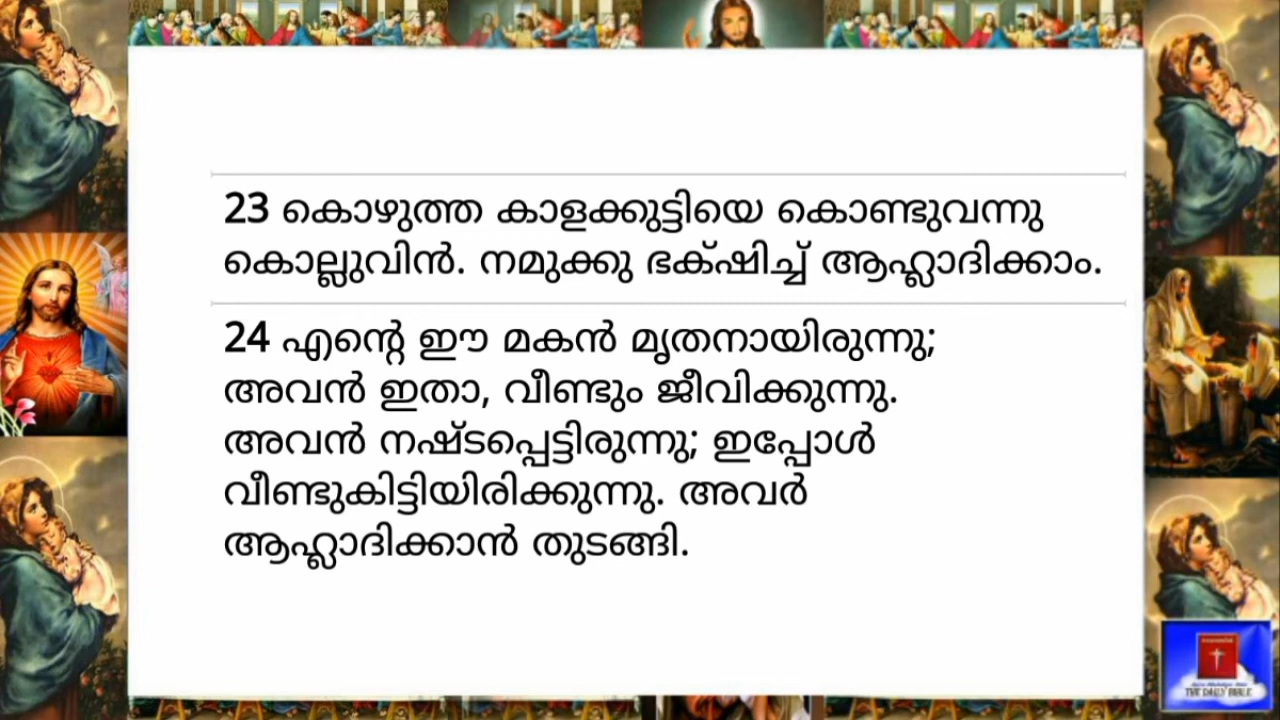 23 കൊഴുത്ത കാളക്കുട്ടിയെ കൊണ്ടുവന്നു
കൊല്ലുവിൻ. നമുക്കു ഭക്ഷിച്ച് ആഹ്ലാദിക്കാം.
24 എന്റെ ഈ മകൻ മൃതനായിരുന്നു;
അവൻ ഇതാ, വീണ്ടും ജീവിക്കുന്നു.
അവൻ നഷ്ടപ്പെട്ടിരുന്നു; ഇപ്പോൾ
വീണ്ടുകിട്ടിയിരിക്കുന്നു. അവർ
ആഹ്ലാദിക്കാൻ തുടങ്ങി.
THE DAILY BIBLE